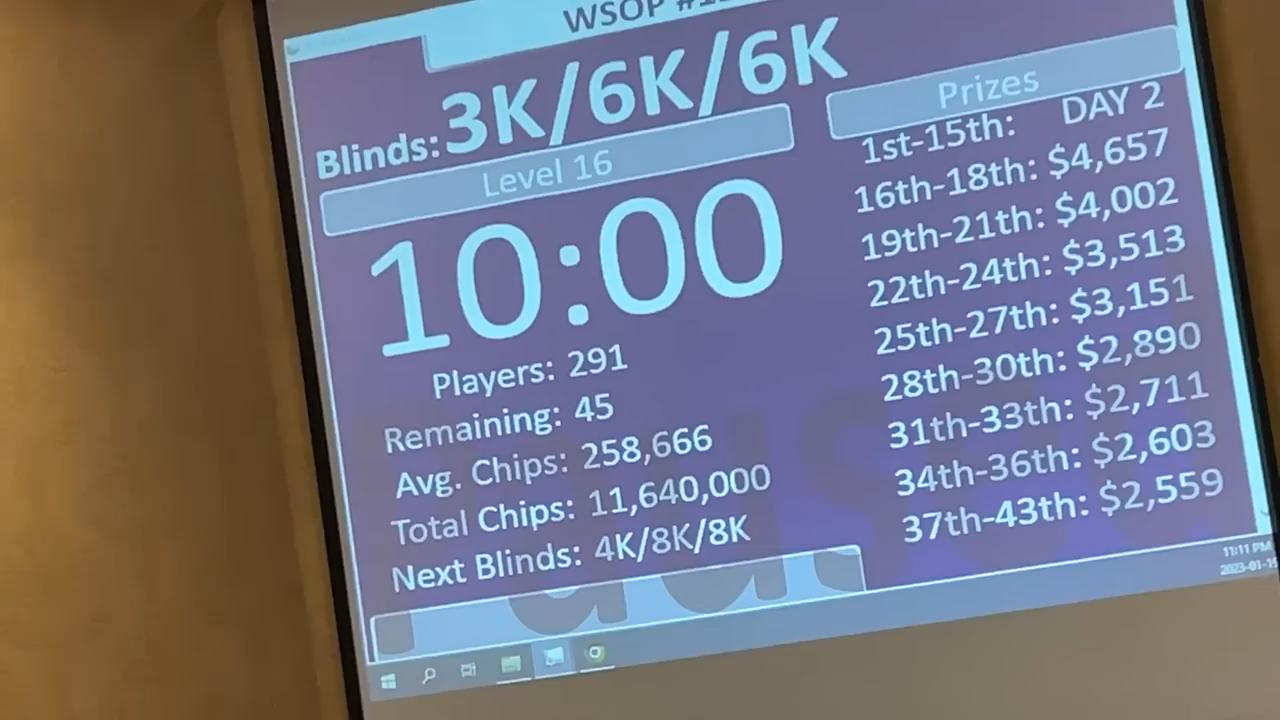 WSOP
Blinds: 3K/6K/6K
Level 16
10:00
Players: 291
Remaining: 45
Avg. Chips: 258,666
Total Chips: 11,640,000
Next Blinds: 4K/8K/8K
Prizes
1st-15th: DAY 2
16th-18th: $4,657
19th-21th: $4,002
22th-24th: $3,513
25th-27th: $3,151
28th-30th: $2,890
31th-33th: $2,711
34th-36th: $2,603
37th-43th: $2,559
11:11 PM